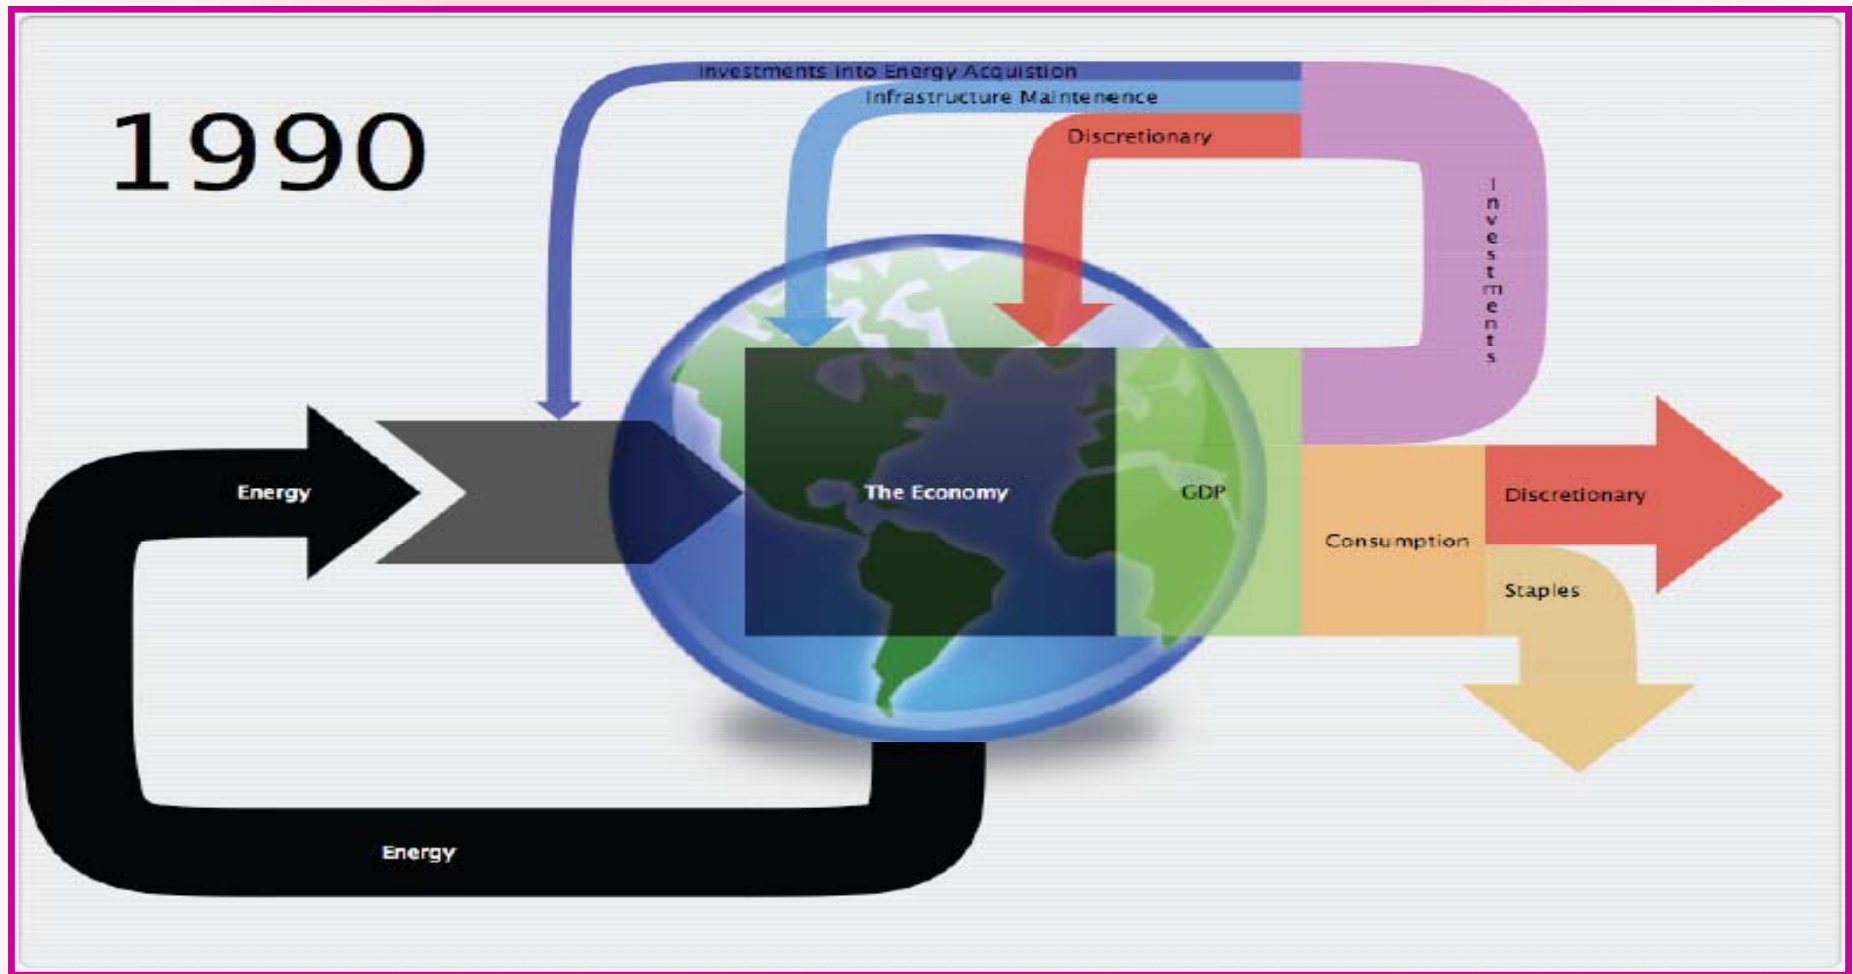 Investments into Energy Acquistion
Infrastructure Maintenence
1990
Discretionary
Investments
Energy
The Economy
GDP
Discretionary
Consumption
Staples
Energy